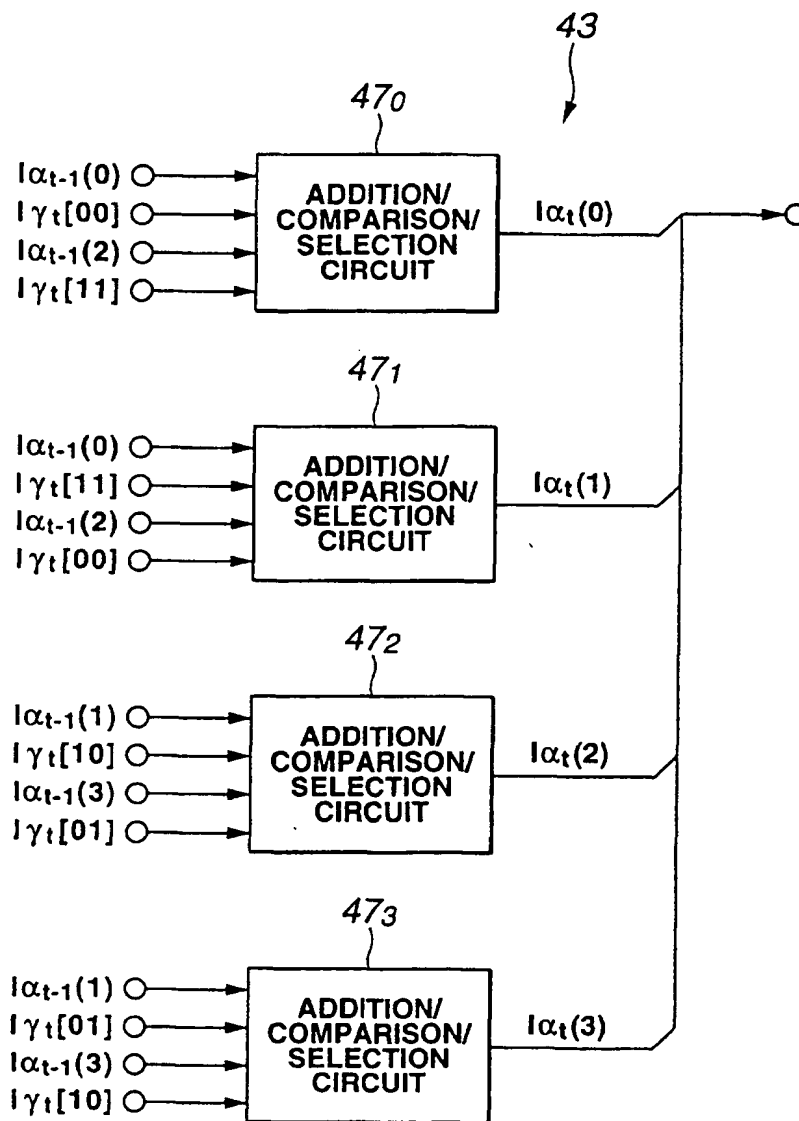 43
47₀
Iα_{t-1}(0)
Iγ_t[00]
Iα_{t-1}(2)
Iγ_t[11]
ADDITION/
COMPARISON/
SELECTION
CIRCUIT
Iα_t(0)
47₁
Iα_{t-1}(0)
Iγ_t[11]
Iα_{t-1}(2)
Iγ_t[00]
ADDITION/
COMPARISON/
SELECTION
CIRCUIT
Iα_t(1)
47₂
Iα_{t-1}(1)
Iγ_t[10]
Iα_{t-1}(3)
Iγ_t[01]
ADDITION/
COMPARISON/
SELECTION
CIRCUIT
Iα_t(2)
47₃
Iα_{t-1}(1)
Iγ_t[01]
Iα_{t-1}(3)
Iγ_t[10]
ADDITION/
COMPARISON/
SELECTION
CIRCUIT
Iα_t(3)